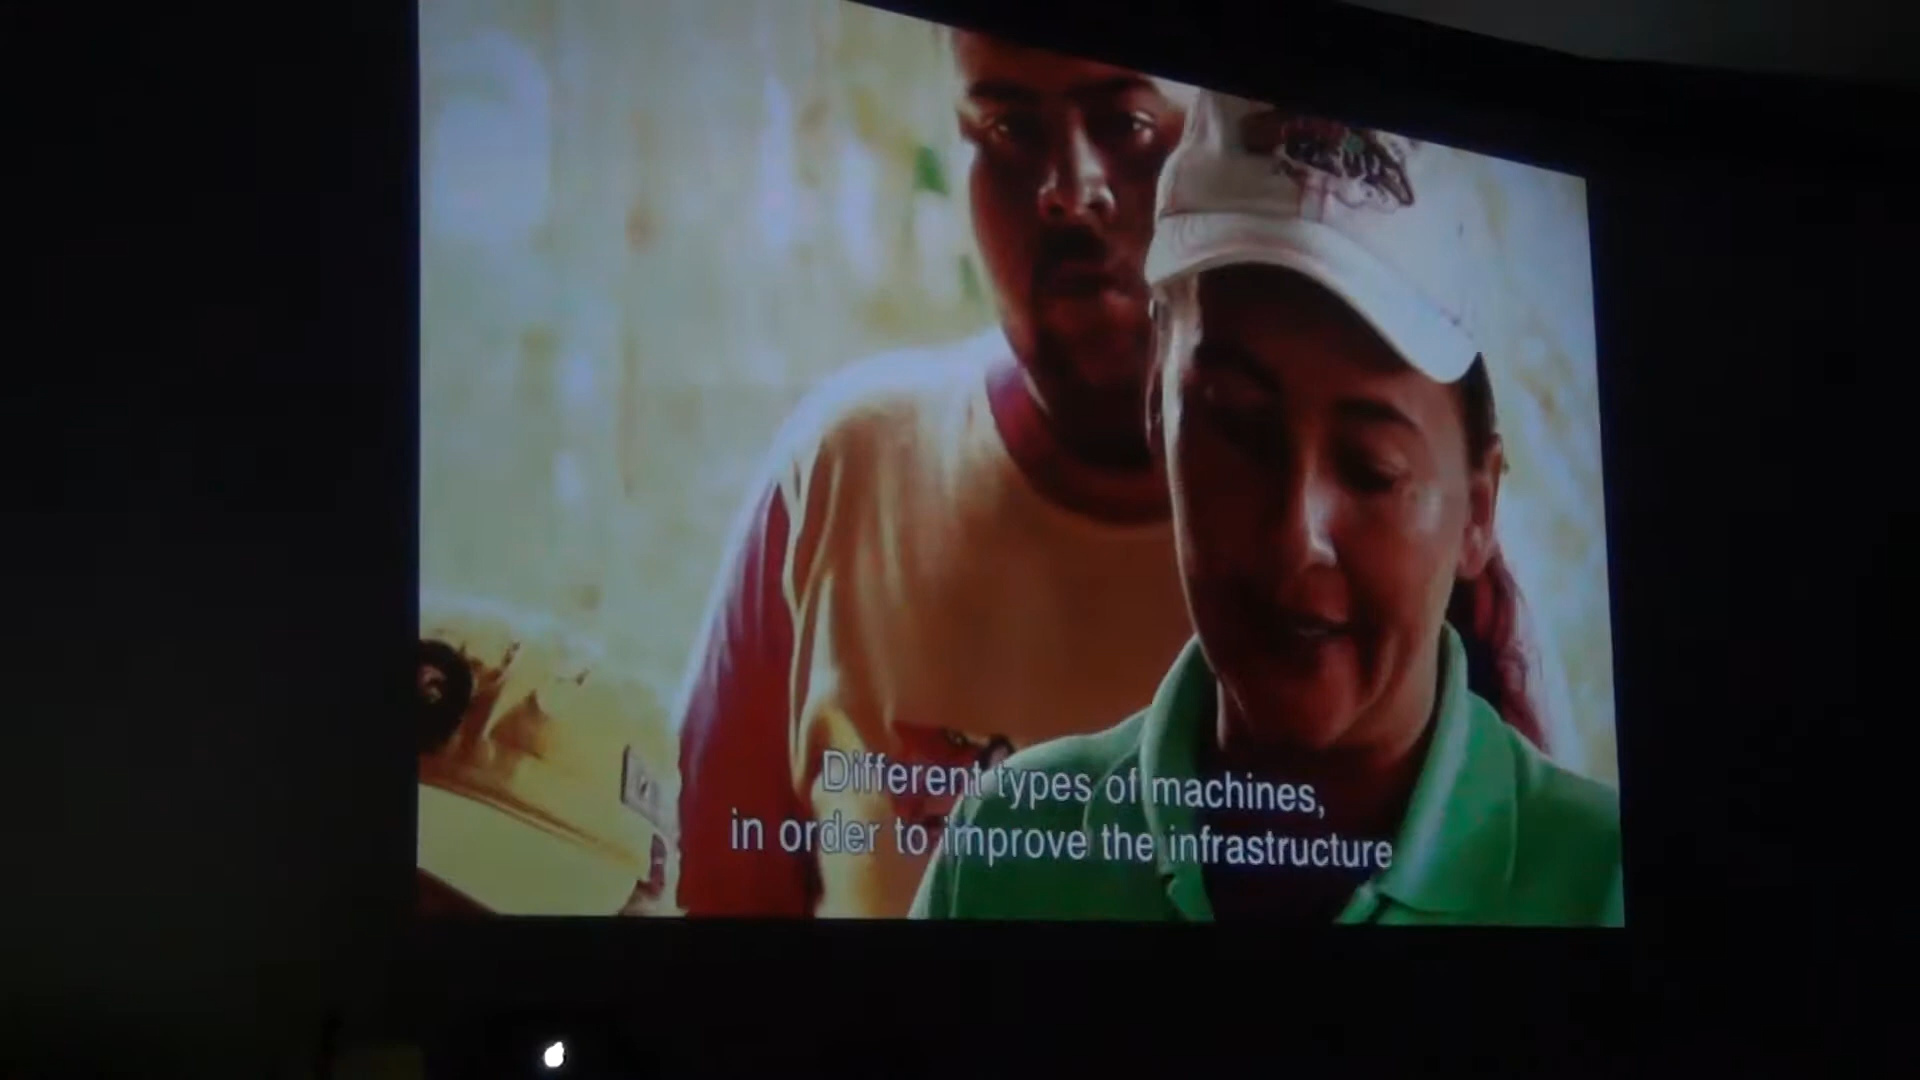 Different types of machines,
in order to improve the infrastructure